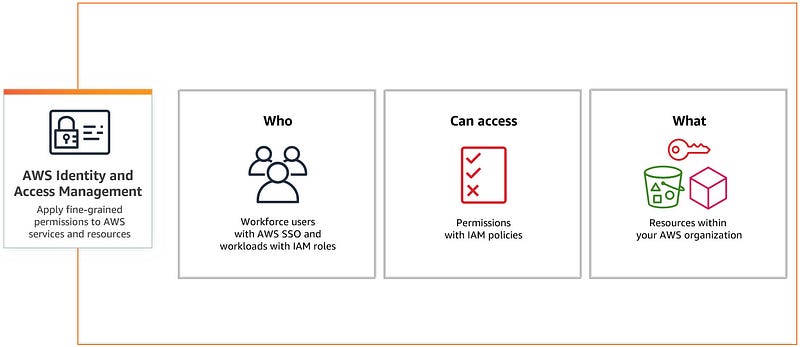 AWS Identity and
Access Management
Apply fine-grained
permissions to AWS
services and resources
Who
Workforce users
with AWS SSO and
workloads with IAM roles
Can access
Permissions
with IAM policies
What
Resources within
your AWS organization